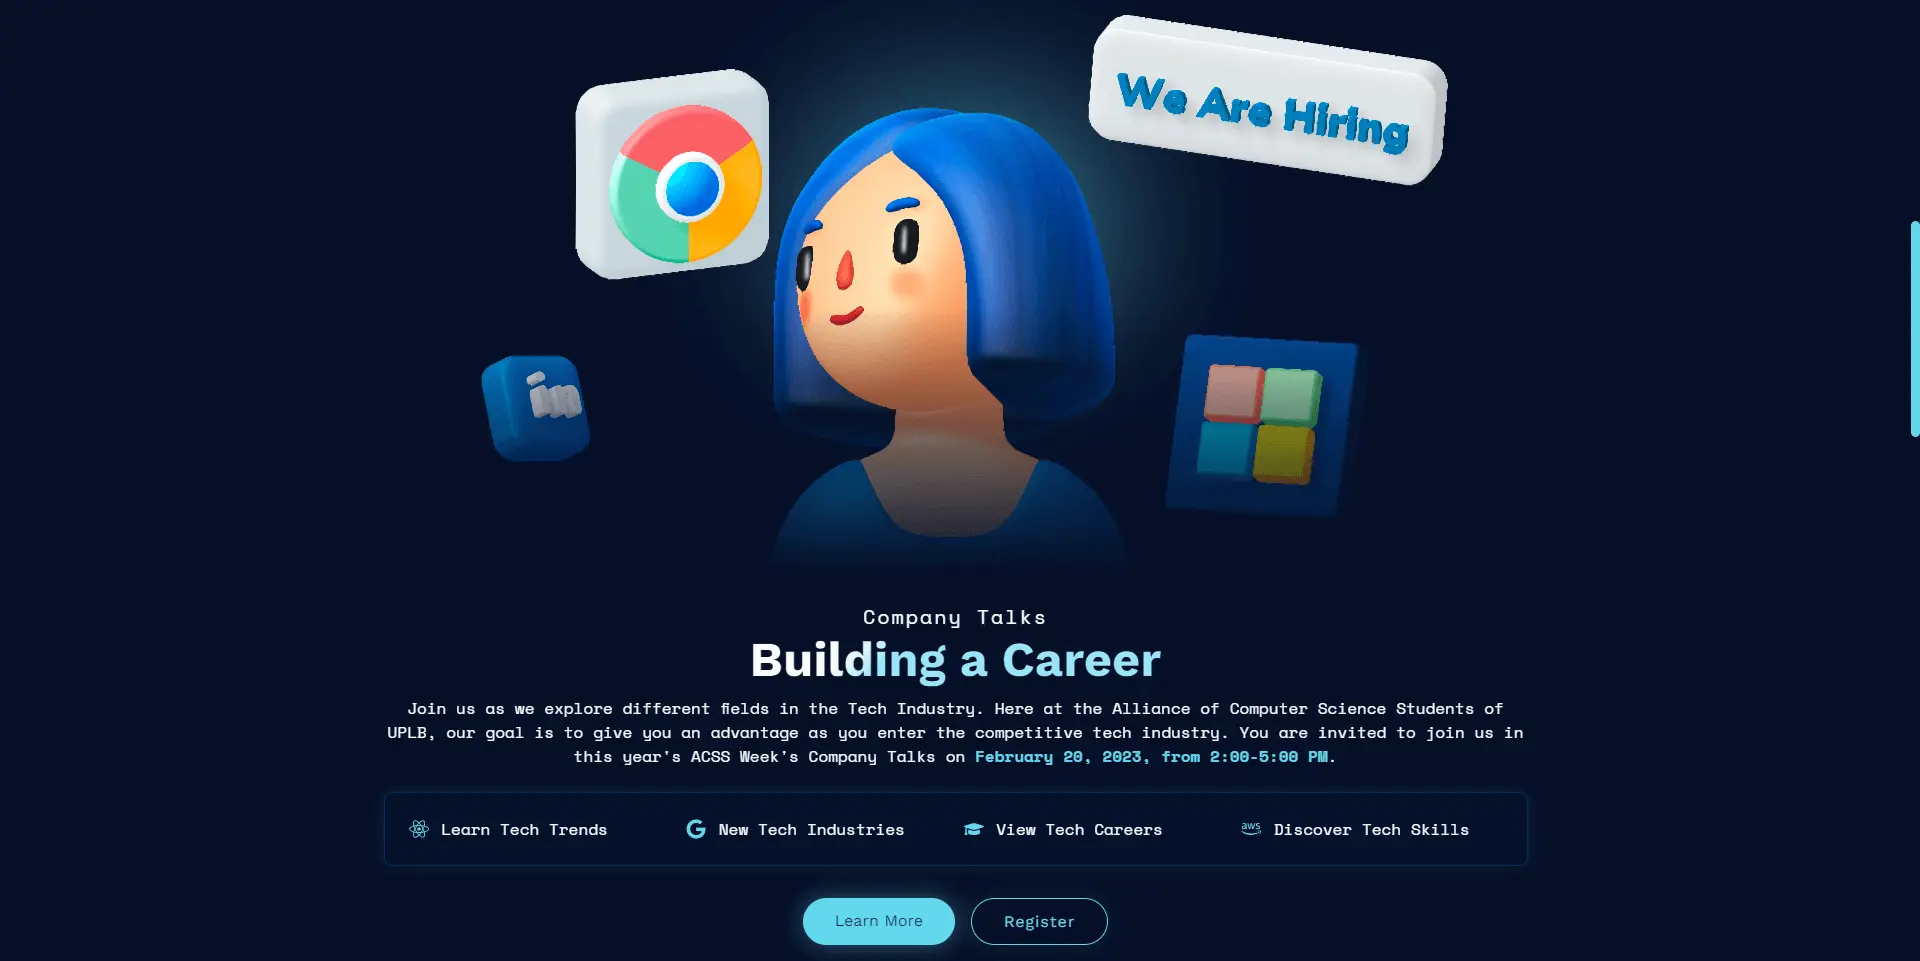 We Are Hiring
in
Company Talks
Building a Career
Join us as we explore different fields in the Tech Industry. Here at the Alliance of Computer Science Students of
UPLB, our goal is to give you an advantage as you enter the competitive tech industry. You are invited to join us in
this year's ACSS Week's Company Talks on February 20, 2023, from 2:00-5:00 PM.
Learn Tech Trends
New Tech Industries
View Tech Careers
aws Discover Tech Skills
Learn More
Register